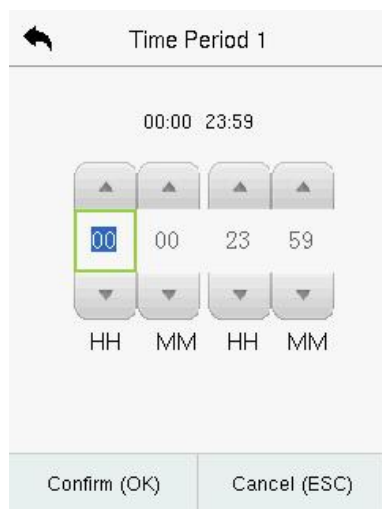 Time Period 1
00:00 23:59
00 00 23 59
HH MM HH MM
Confirm (OK) Cancel (ESC)